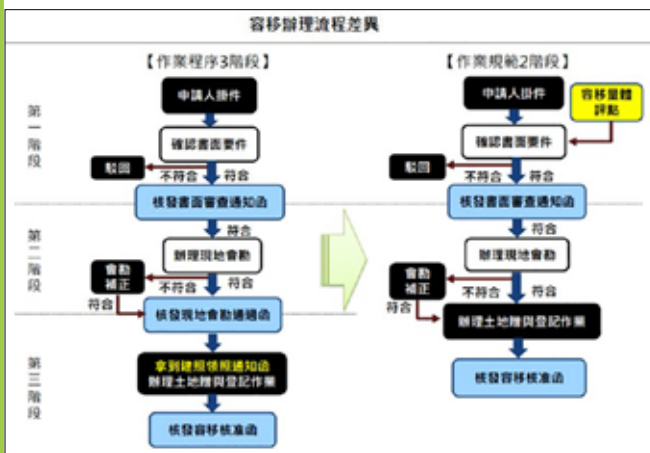 容移辦理流程差異
【作業程序3階段】
第一階段
申請人掛件
確認書面要件
駁回
不符合
符合
核發書面審查通知函
第二階段
符合
辦理現地會勘
會勘補正
不符合
符合
符合
核發現地會勘通過函
第三階段
拿到建照領照通知函
辦理土地贈與登記作業
核發容移核准函
【作業規範2階段】
申請人掛件
容移量體評點
確認書面要件
駁回
不符合
符合
核發書面審查通知函
符合
辦理現地會勘
會勘補正
不符合
符合
符合
辦理土地贈與登記作業
核發容移核准函